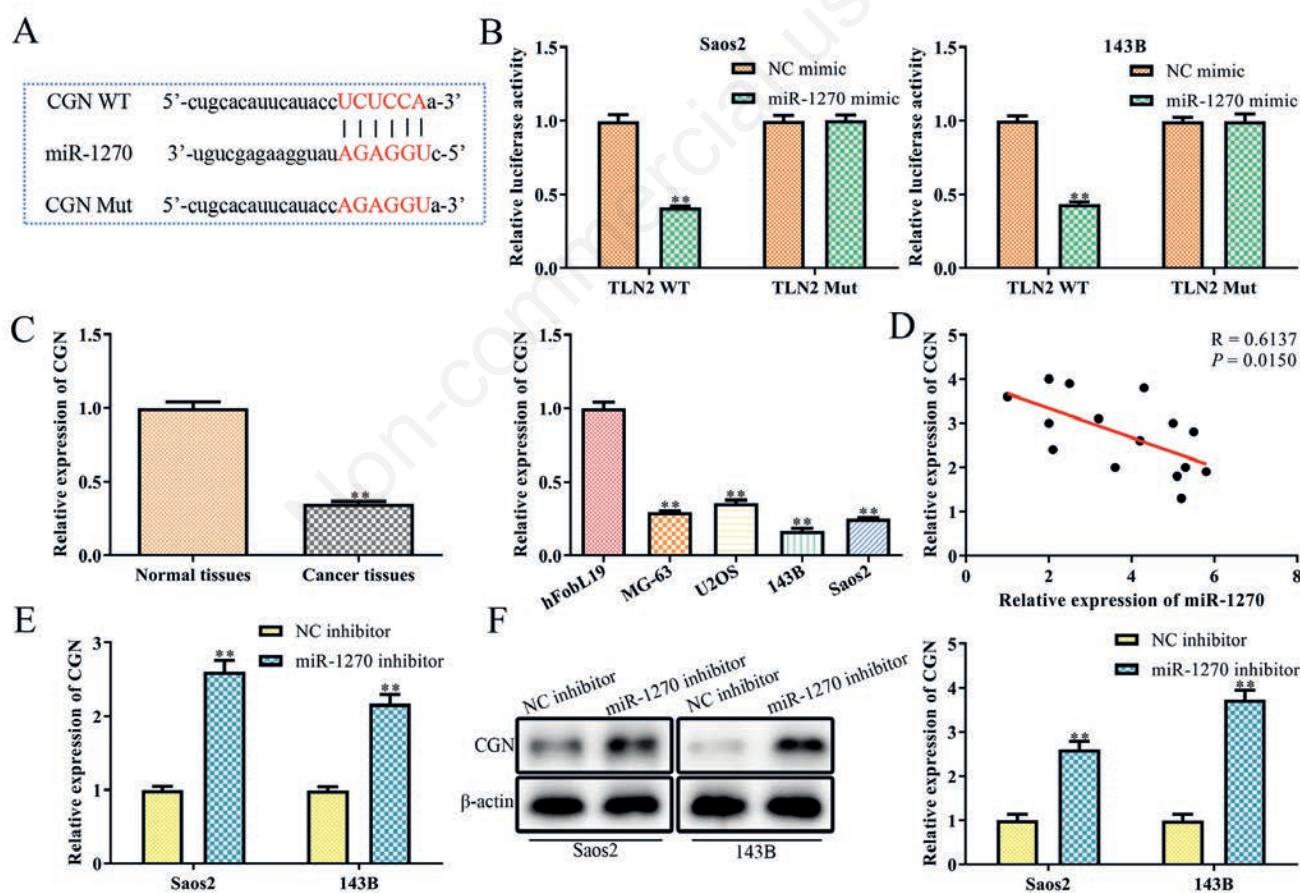 A
CGN WT 5’-cugcacauucauaccUCUCCAa-3’
miR-1270 3’-ugucgagaagguauAGAGGUc-5’
CGN Mut 5’-cugcacauucauaccAGAGGUa-3’
B
Saos2
NC mimic
miR-1270 mimic
Relative luciferase activity
1.5
1.0
0.5
0.0
**
TLN2 WT TLN2 Mut
143B
NC mimic
miR-1270 mimic
Relative luciferase activity
1.5
1.0
0.5
0.0
**
TLN2 WT TLN2 Mut
C
Relative expression of CGN
1.5
1.0
0.5
0.0
**
Normal tissues Cancer tissues
Relative expression of CGN
1.5
1.0
0.5
0.0
** ** ** **
hFobL19 MG-63 U2OS 143B Saos2
D
R = 0.6137
P = 0.0150
Relative expression of CGN
5
4
3
2
1
0
0 2 4 6 8
Relative expression of miR-1270
E
NC inhibitor
miR-1270 inhibitor
Relative expression of CGN
3
2
1
0
** **
Saos2 143B
F
NC inhibitor miR-1270 inhibitor NC inhibitor miR-1270 inhibitor
CGN
β-actin
Saos2 143B
NC inhibitor
miR-1270 inhibitor
Relative expression of CGN
5
4
3
2
1
0
** **
Saos2 143B
Non-commercial us